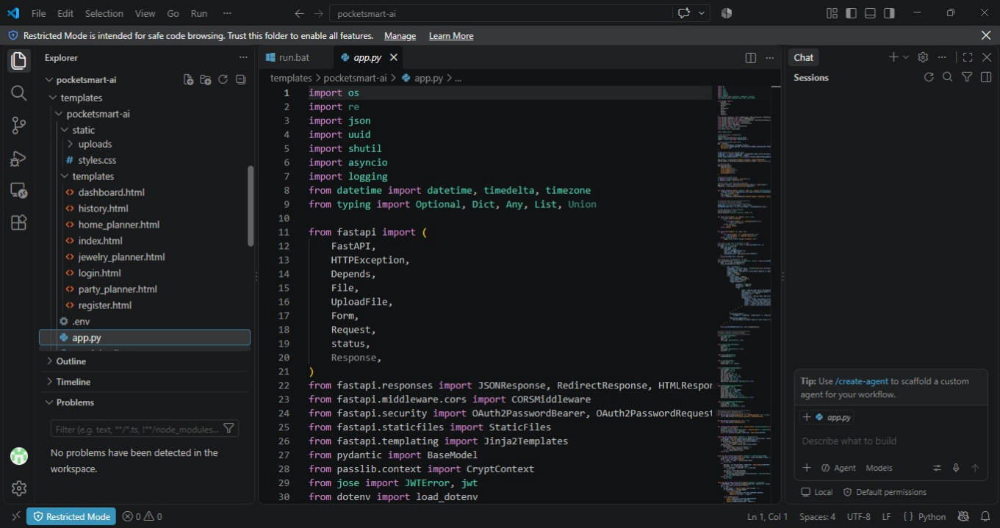 File Edit Selection View Go Run ···
pocketsmart-ai
Restricted Mode is intended for safe code browsing. Trust this folder to enable all features. Manage Learn More
Explorer
pocketsmart-ai
templates
pocketsmart-ai
static
uploads
# styles.css
templates
<> dashboard.html
<> history.html
<> home_planner.html
<> index.html
<> jewelry_planner.html
<> login.html
<> party_planner.html
<> register.html
.env
app.py
Outline
Timeline
Problems
Filter (e.g. text, **/*.ts, !**/node_modules...
No problems have been detected in the
workspace.
run.bat app.py
templates > pocketsmart-ai > app.py > ...
1 import os
2 import re
3 import json
4 import uuid
5 import shutil
6 import asyncio
7 import logging
8 from datetime import datetime, timedelta, timezone
9 from typing import Optional, Dict, Any, List, Union
10
11 from fastapi import (
12 FastAPI,
13 HTTPException,
14 Depends,
15 File,
16 UploadFile,
17 Form,
18 Request,
19 status,
20 Response,
21 )
22 from fastapi.responses import JSONResponse, RedirectResponse, HTMLRespon
23 from fastapi.middleware.cors import CORSMiddleware
24 from fastapi.security import OAuth2PasswordBearer, OAuth2PasswordRequest
25 from fastapi.staticfiles import StaticFiles
26 from fastapi.templating import Jinja2Templates
27 from pydantic import BaseModel
28 from passlib.context import CryptContext
29 from jose import JWTError, jwt
30 from dotenv import load_dotenv
Chat
Sessions
Tip: Use /create-agent to scaffold a custom
agent for your workflow.
+ app.py
Describe what to build
+ Agent Models
Local Default permissions
Restricted Mode 0 0
Ln 1, Col 1 Spaces: 4 UTF-8 LF { } Python